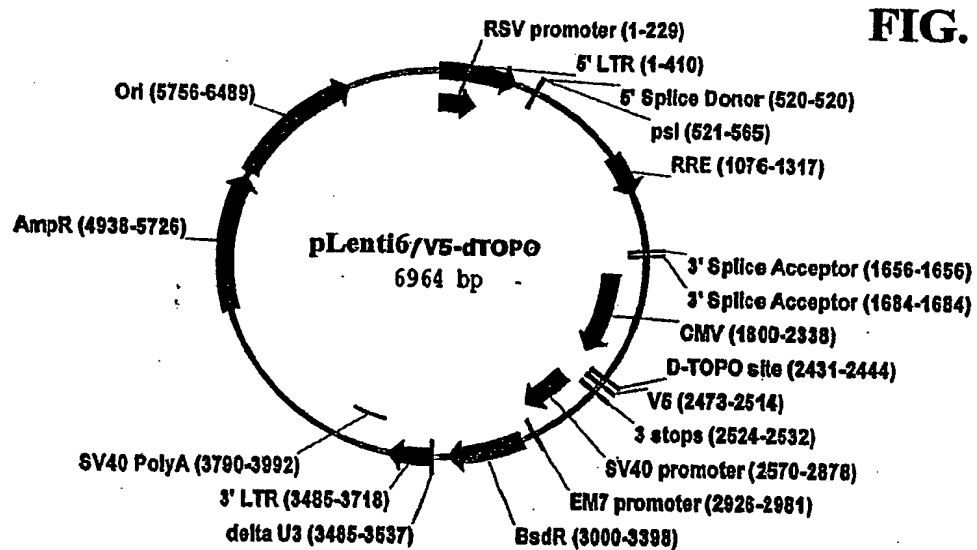 FIG.
RSV promoter (1-229)
5' LTR (1-410)
5' Splice Donor (520-520)
psi (521-565)
RRE (1076-1317)
3' Splice Acceptor (1656-1656)
3' Splice Acceptor (1684-1684)
CMV (1800-2338)
D-TOPO site (2431-2444)
V5 (2473-2514)
3 stops (2524-2532)
SV40 promoter (2570-2878)
EM7 promoter (2926-2981)
BsdR (3000-3398)
delta U3 (3485-3537)
3' LTR (3485-3718)
SV40 PolyA (3790-3992)
AmpR (4938-5726)
Ori (5756-6489)
pLenti6/V5-dTOPO
6964 bp